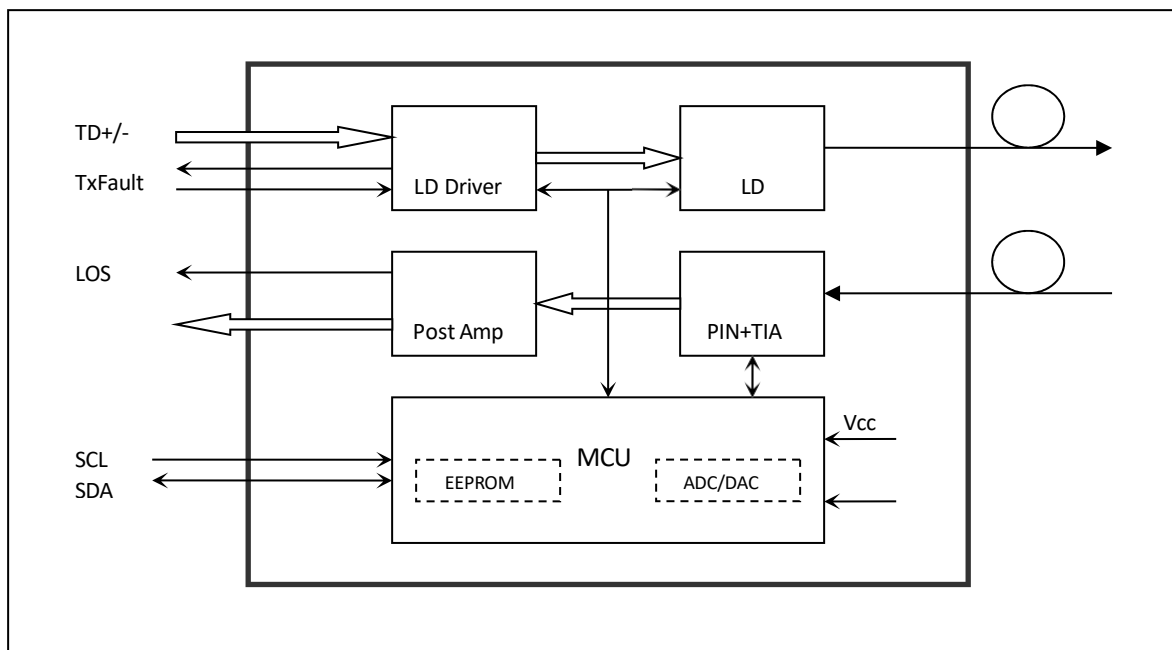 TD+/-
TxFault
LD Driver
LD
LOS
Post Amp
PIN+TIA
Vcc
SCL
SDA
MCU
EEPROM
ADC/DAC